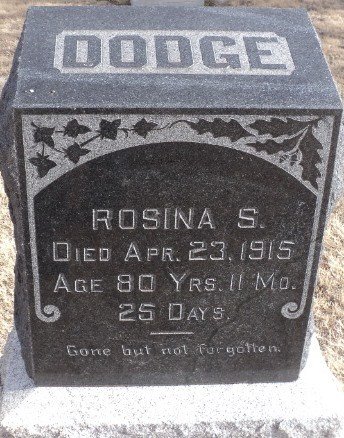 DODGE
ROSINA S.
DIED APR. 23, 1915
AGE 80 YRS. 11 MO.
25 DAYS.
Gone but not forgotten.